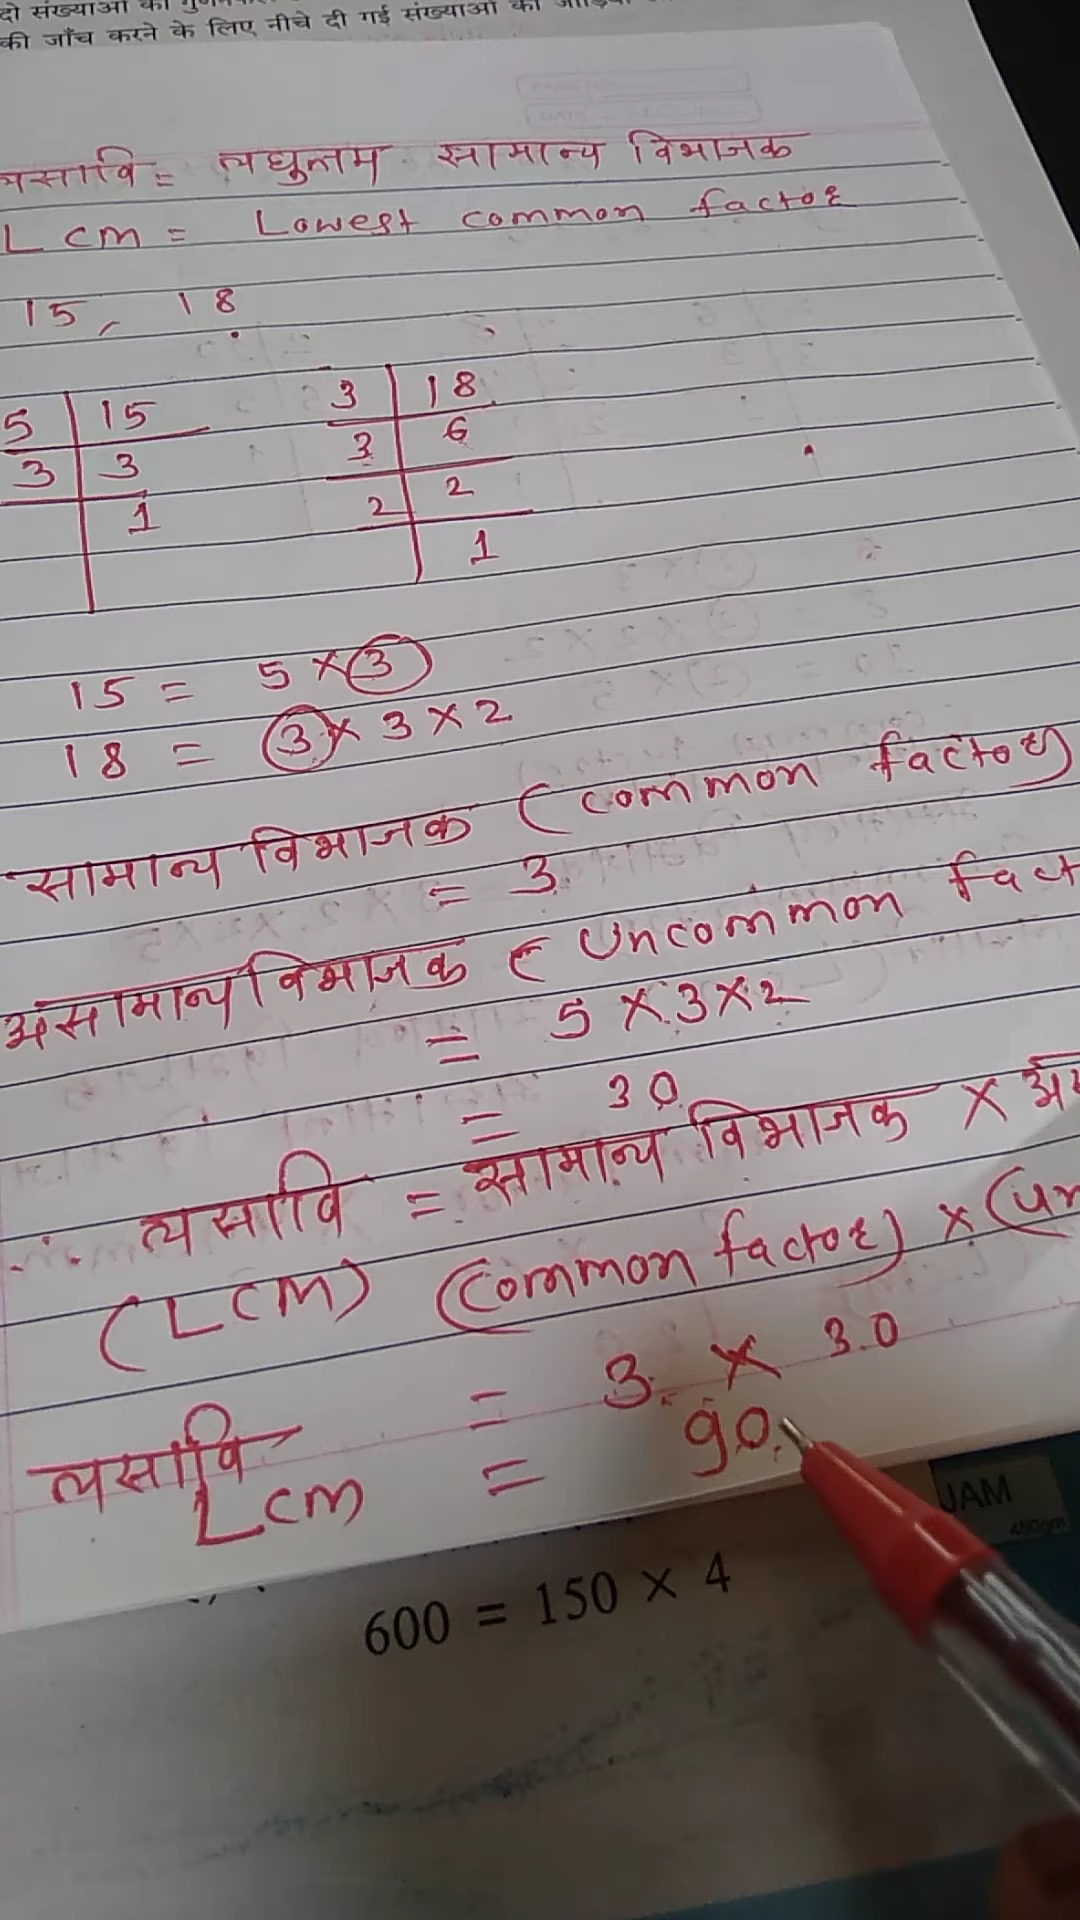 दो संख्याओं का
की जाँच करने के लिए नीचे दी गई संख्याओं की
लसावि = लघुत्तम सामान्य विभाजक
LCM = Lowest common factor
15, 18
5 15 3 18
3 3 3 6
1 2 2
1
15 = 5 × 3
18 = 3 × 3 × 2
सामान्य विभाजक (common factor)
= 3
असामान्य विभाजक (uncommon fact
= 5 × 3 × 2
= 30
∴ लसावि = सामान्य विभाजक ×
(LCM) (common factor) × (un
= 3 × 30
लसावि
LCM = 90
JAM
600 = 150 × 4